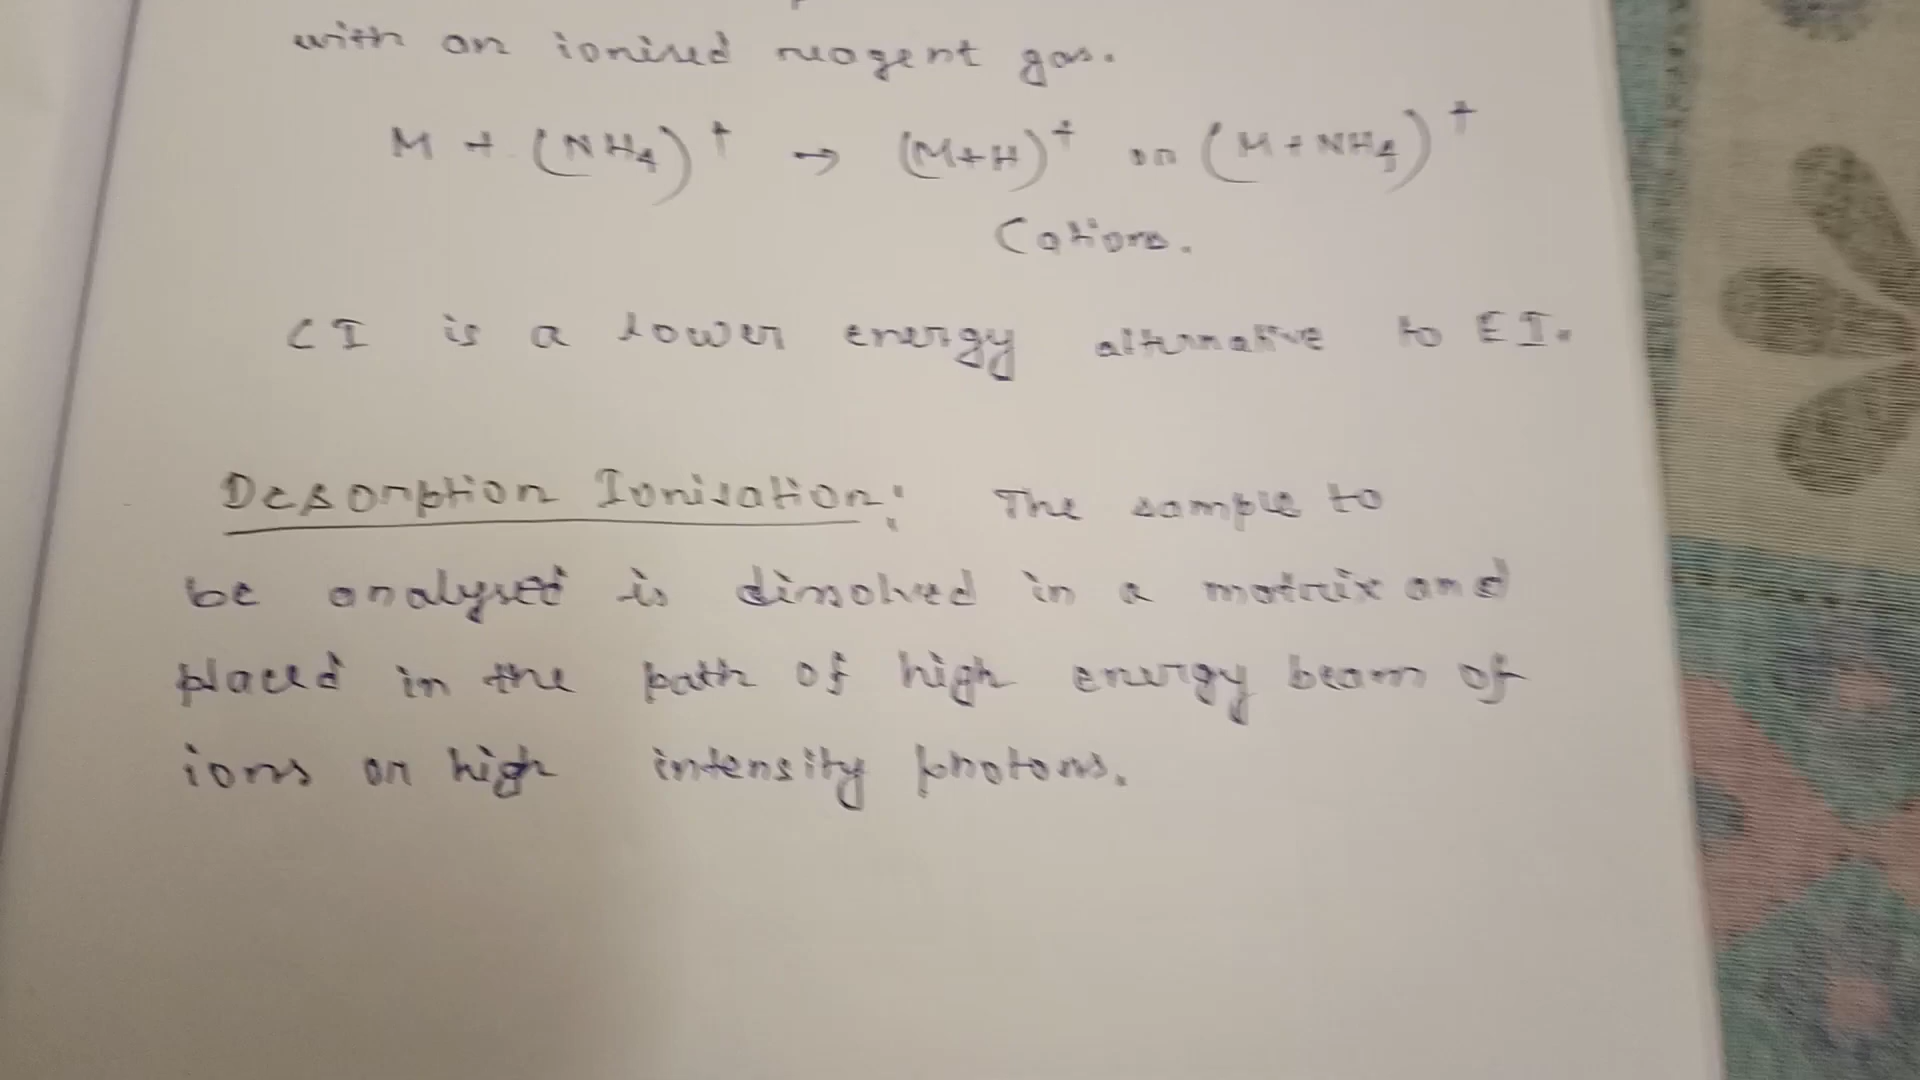 with an ionised reagent gas.
M + (NH4)+ → (M+H)+ or (M+NH4)+
Cations.
CI is a lower energy alternative to EI.
Desorption Ionisation: The sample to
be analysed is dissolved in a matrix and
placed in the path of high energy beam of
ions or high intensity photons.